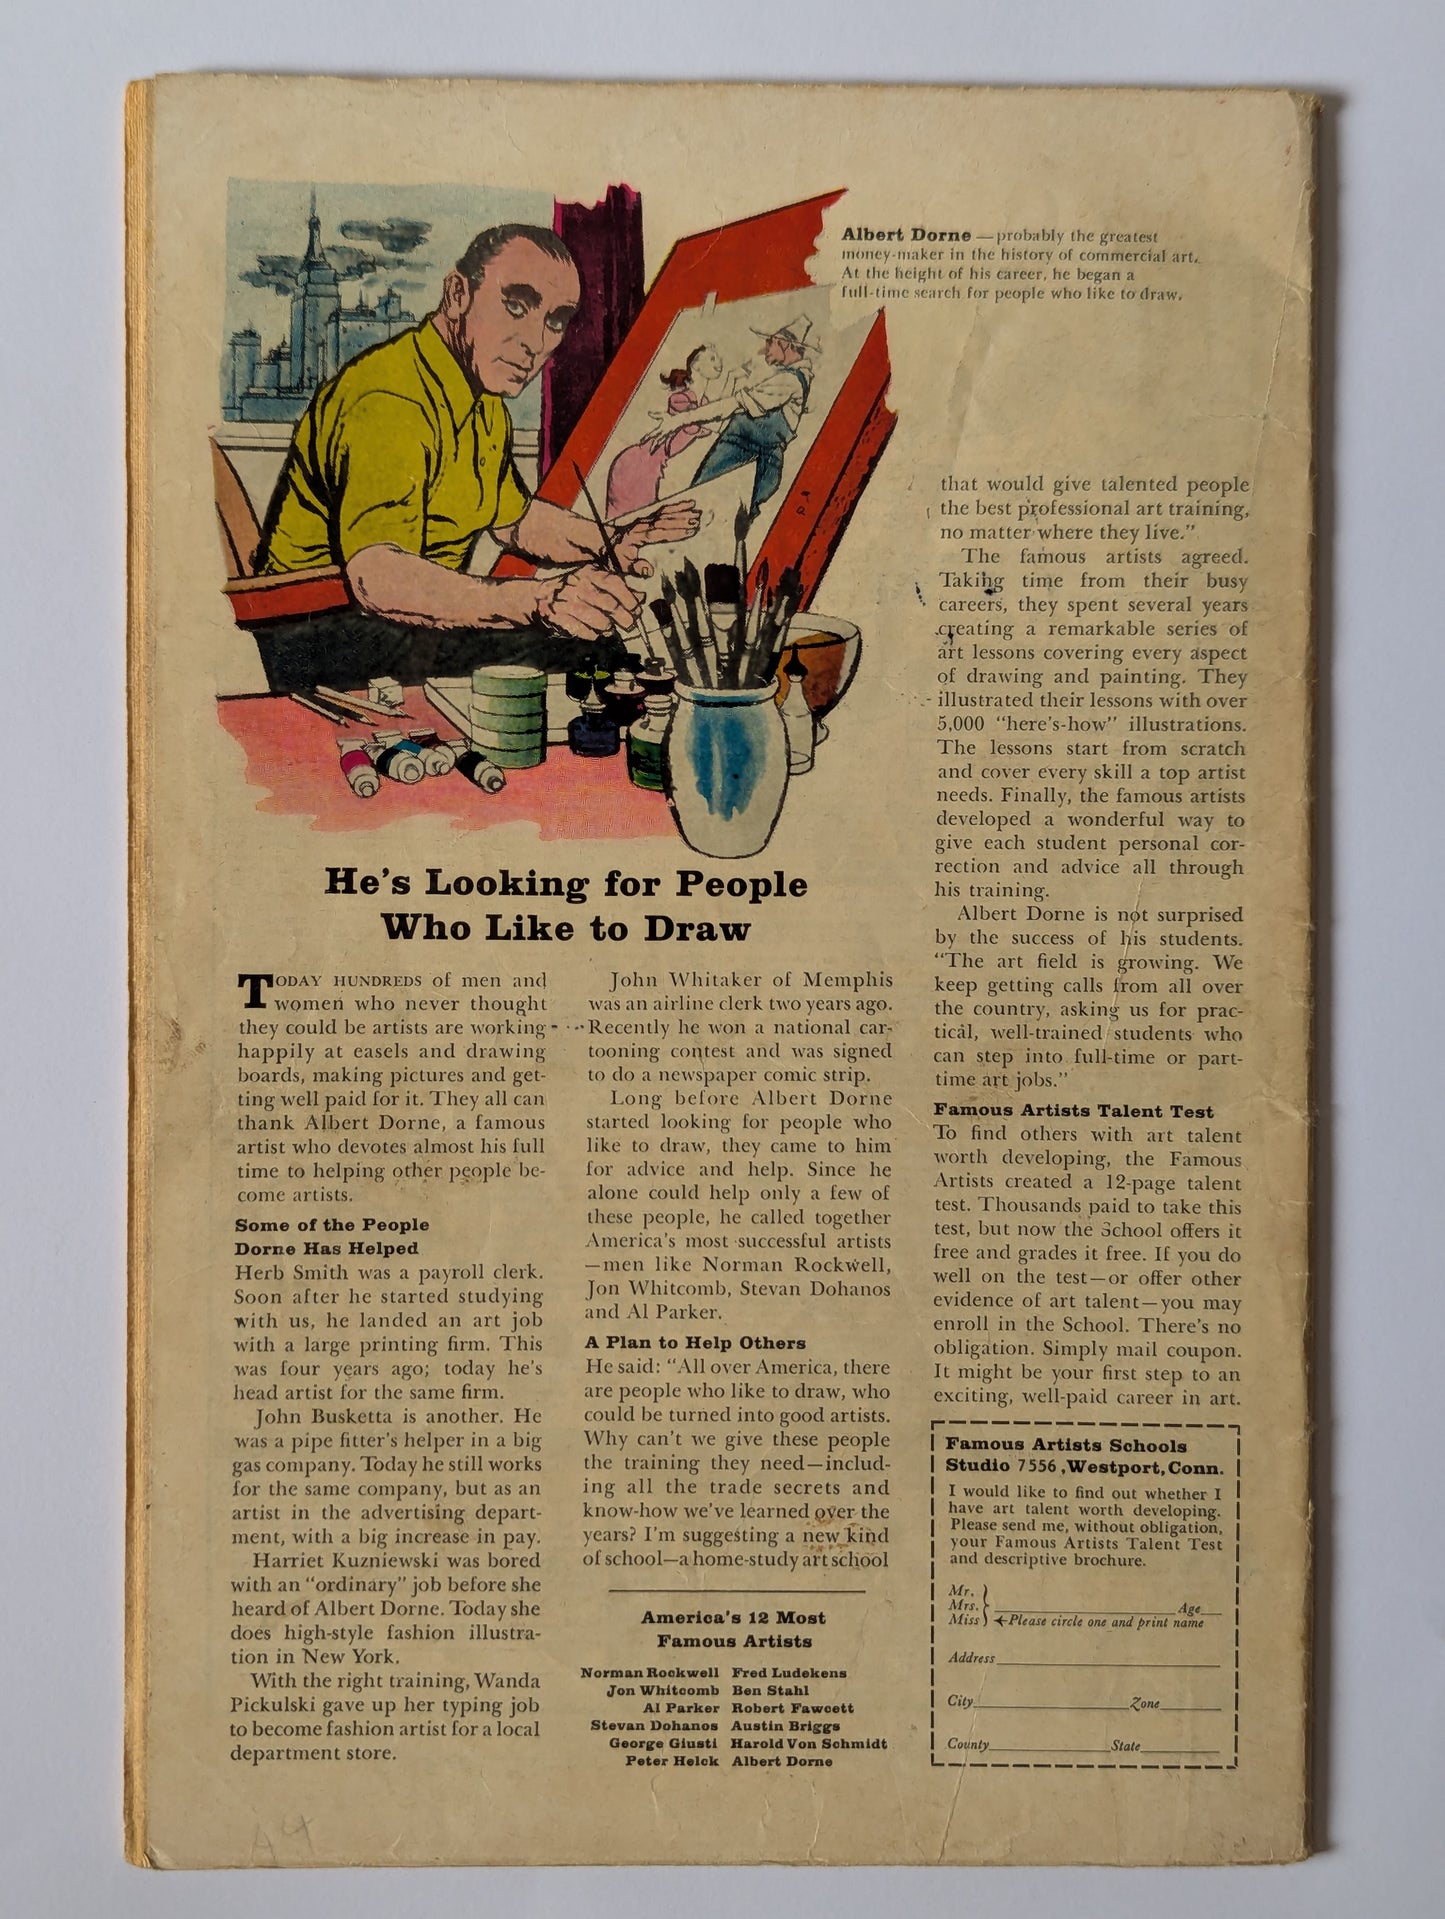 Albert Dorne — probably the greatest
money-maker in the history of commercial art.
At the height of his career, he began a
full-time search for people who like to draw.
He's Looking for People
Who Like to Draw
TODAY HUNDREDS of men and
women who never thought
they could be artists are working
happily at easels and drawing
boards, making pictures and get-
ting well paid for it. They all can
thank Albert Dorne, a famous
artist who devotes almost his full
time to helping other people be-
come artists.
Some of the People
Dorne Has Helped
Herb Smith was a payroll clerk.
Soon after he started studying
with us, he landed an art job
with a large printing firm. This
was four years ago; today he's
head artist for the same firm.
John Busketta is another. He
was a pipe fitter's helper in a big
gas company. Today he still works
for the same company, but as an
artist in the advertising depart-
ment, with a big increase in pay.
Harriet Kuzniewski was bored
with an "ordinary" job before she
heard of Albert Dorne. Today she
does high-style fashion illustra-
tion in New York.
With the right training, Wanda
Pickulski gave up her typing job
to become fashion artist for a local
department store.
John Whitaker of Memphis
was an airline clerk two years ago.
Recently he won a national car-
tooning contest and was signed
to do a newspaper comic strip.
Long before Albert Dorne
started looking for people who
like to draw, they came to him
for advice and help. Since he
alone could help only a few of
these people, he called together
America's most successful artists
—men like Norman Rockwell,
Jon Whitcomb, Stevan Dohanos
and Al Parker.
A Plan to Help Others
He said: "All over America, there
are people who like to draw, who
could be turned into good artists.
Why can't we give these people
the training they need—includ-
ing all the trade secrets and
know-how we've learned over the
years? I'm suggesting a new kind
of school—a home-study art school
America's 12 Most
Famous Artists
Norman Rockwell Fred Ludekens
Jon Whitcomb Ben Stahl
Al Parker Robert Fawcett
Stevan Dohanos Austin Briggs
George Giusti Harold Von Schmidt
Peter Helck Albert Dorne
that would give talented people
the best professional art training,
no matter where they live."
The famous artists agreed.
Taking time from their busy
careers, they spent several years
creating a remarkable series of
art lessons covering every aspect
of drawing and painting. They
illustrated their lessons with over
5,000 "here's-how" illustrations.
The lessons start from scratch
and cover every skill a top artist
needs. Finally, the famous artists
developed a wonderful way to
give each student personal cor-
rection and advice all through
his training.
Albert Dorne is not surprised
by the success of his students.
"The art field is growing. We
keep getting calls from all over
the country, asking us for prac-
tical, well-trained students who
can step into full-time or part-
time art jobs."
Famous Artists Talent Test
To find others with art talent
worth developing, the Famous
Artists created a 12-page talent
test. Thousands paid to take this
test, but now the School offers it
free and grades it free. If you do
well on the test—or offer other
evidence of art talent—you may
enroll in the School. There's no
obligation. Simply mail coupon.
It might be your first step to an
exciting, well-paid career in art.
Famous Artists Schools
Studio 7556, Westport, Conn.
I would like to find out whether I
have art talent worth developing.
Please send me, without obligation,
your Famous Artists Talent Test
and descriptive brochure.
Mr.
Mrs. Age
Miss ←Please circle one and print name
Address
City Zone
County State
A4